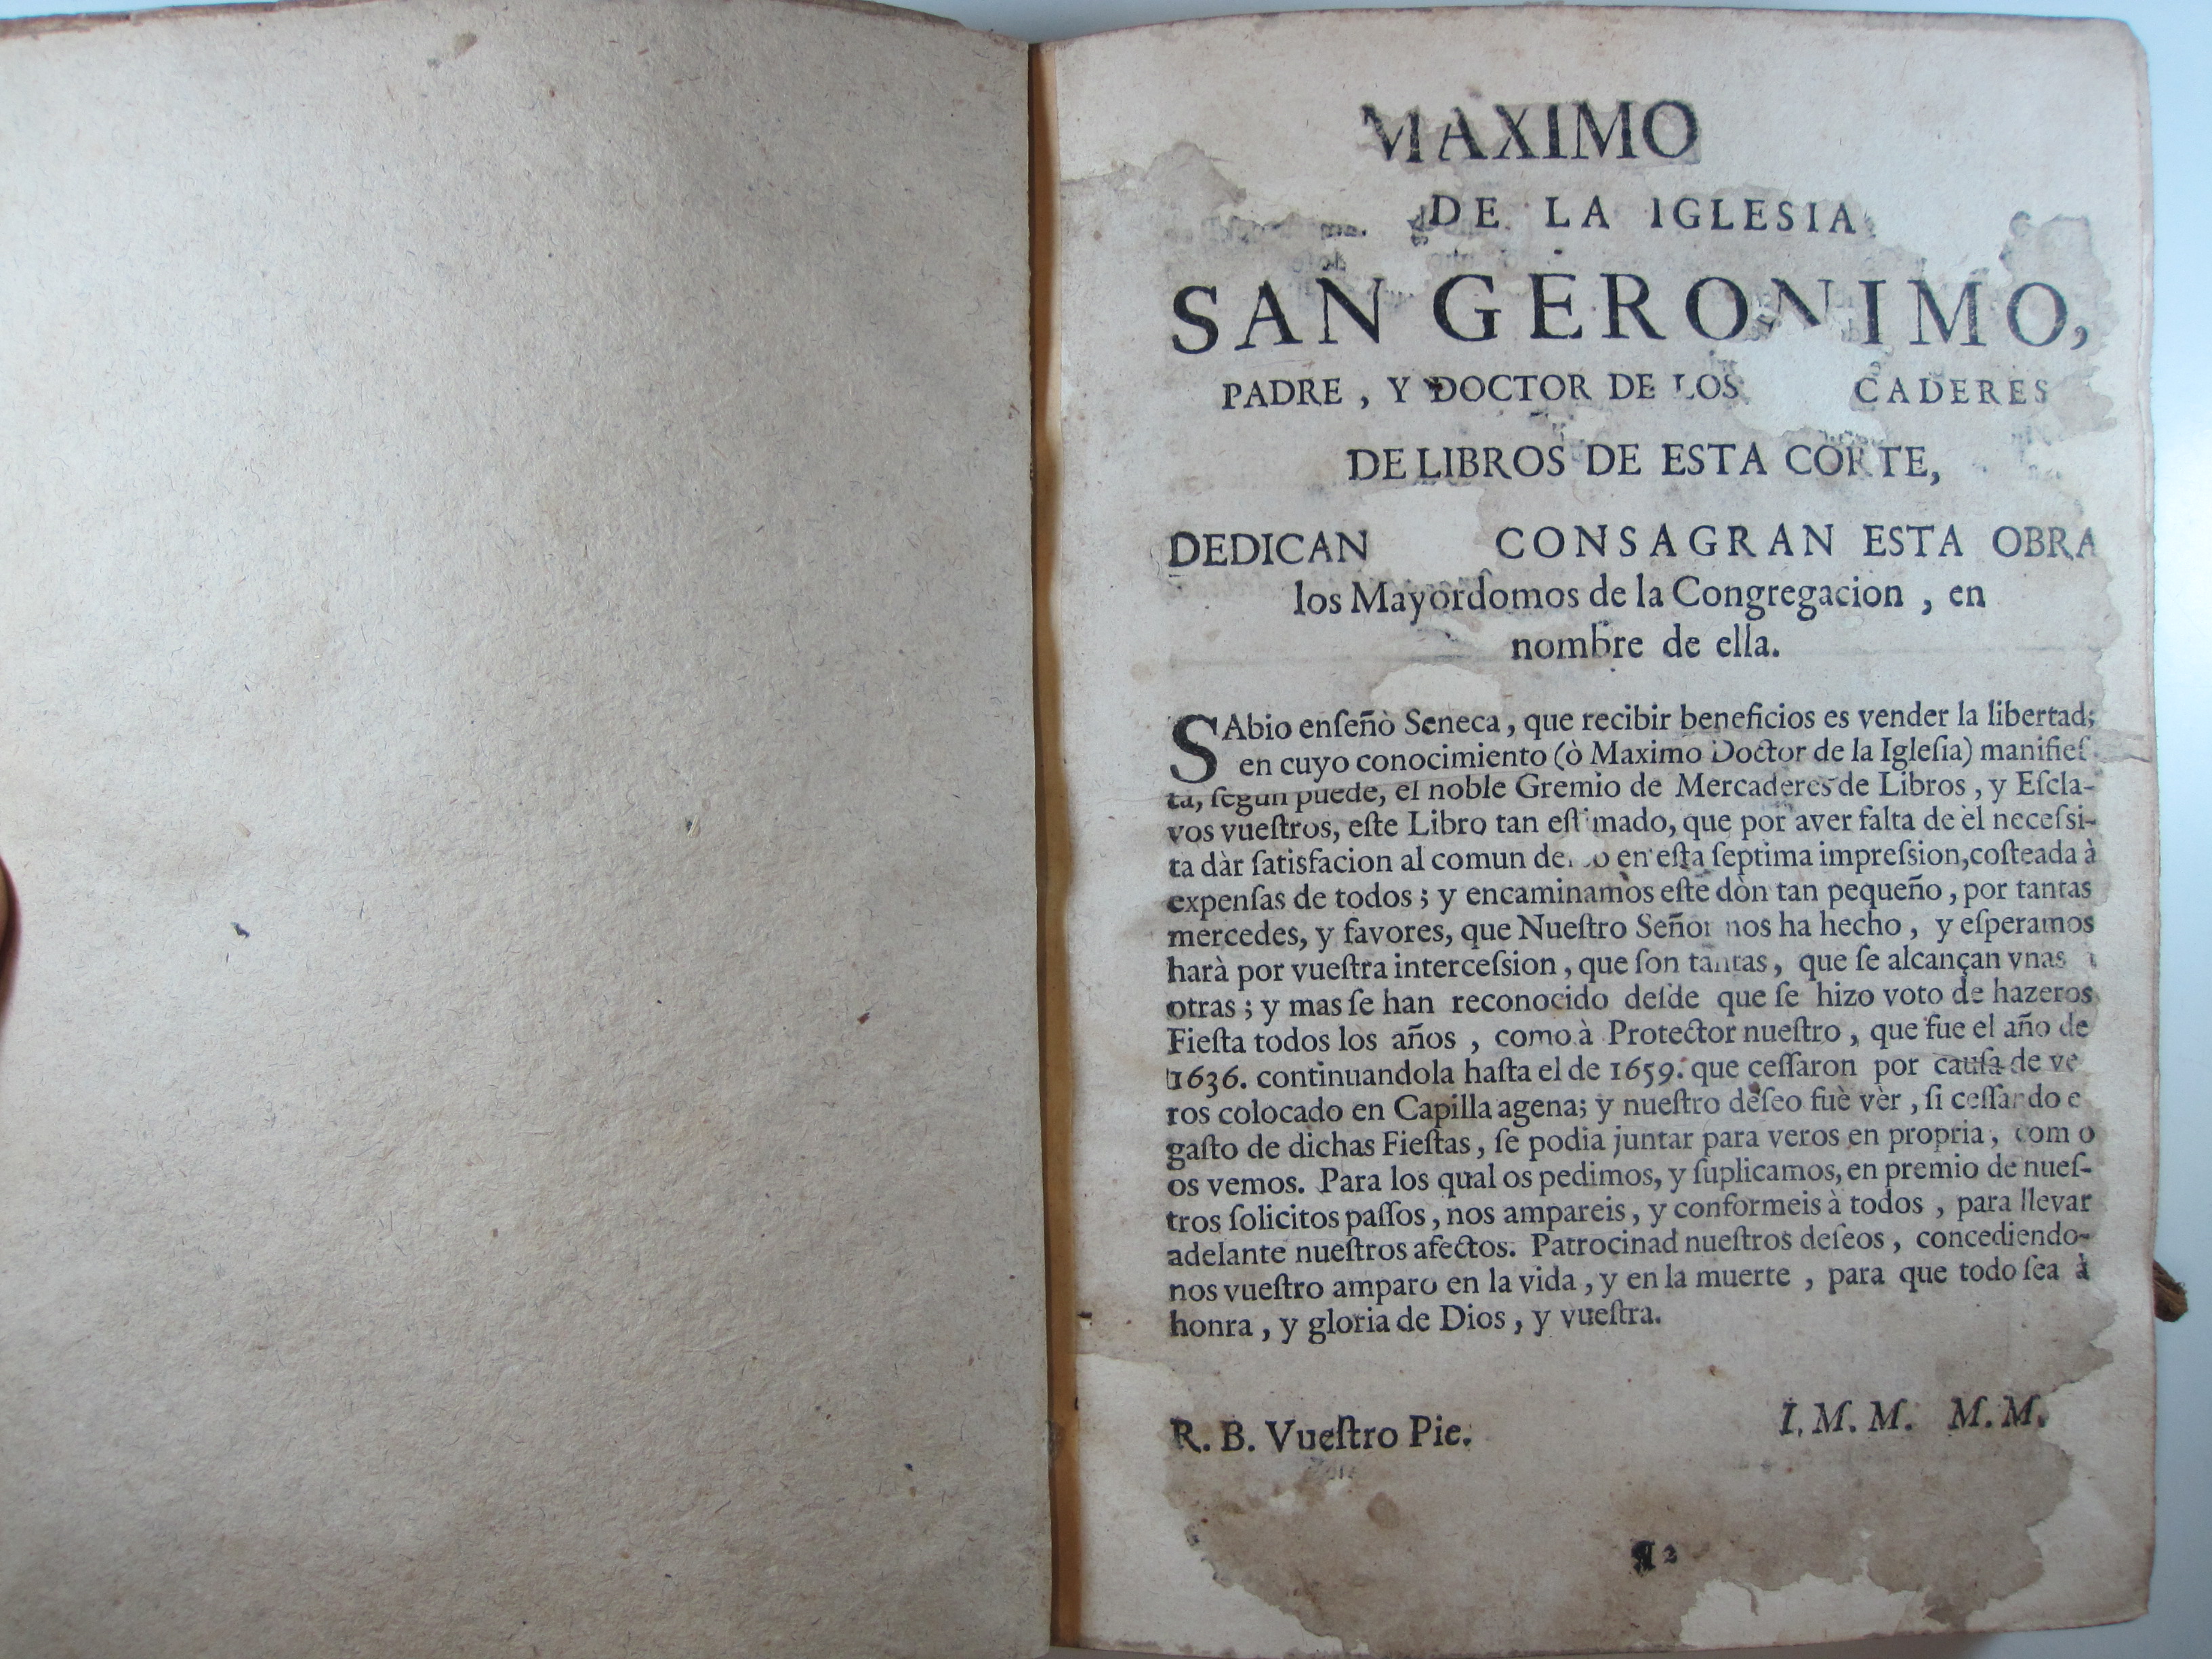 MAXIMO
DE LA IGLESIA
SAN GERONIMO,
PADRE, Y DOCTOR DE LOS CADERES
DE LIBROS DE ESTA CORTE,
DEDICAN CONSAGRAN ESTA OBRA
los Mayordomos de la Congregacion, en
nombre de ella.
SAbio enſeñò Seneca, que recibir beneficios es vender la libertad;
en cuyo conocimiento (ò Maximo Doctor de la Igleſia) manifieſ
ta, ſegun puede, el noble Gremio de Mercaderes de Libros, y Eſcla-
vos vueſtros, eſte Libro tan eſtimado, que por aver falta de èl neceſsi-
ta dàr ſatisfacion al comun en eſta ſeptima impreſsion, coſteada à
expenſas de todos; y encaminamos eſte dòn tan pequeño, por tantas
mercedes, y favores, que Nueſtro Señor nos ha hecho, y eſperamos
harà por vueſtra interceſsion, que ſon tantas, que ſe alcançan vnas
otras; y mas ſe han reconocido deſde que ſe hizo voto de hazeros
Fieſta todos los años, como à Protector nueſtro, que fue el año de
1636. continuandola haſta el de 1659. que ceſſaron por cauſa de ve
ros colocado en Capilla agena; y nueſtro deſeo fuè vèr, ſi ceſſando e
gaſto de dichas Fieſtas, ſe podia juntar para veros en propria, com o
os vemos. Para los qual os pedimos, y ſuplicamos, en premio de nueſ-
tros ſolicitos paſſos, nos ampareis, y conformeis à todos, para llevar
adelante nueſtros afectos. Patrocinad nueſtros deſeos, concediendo-
nos vueſtro amparo en la vida, y en la muerte, para que todo ſea à
honra, y gloria de Dios, y vueſtra.
R. B. Vueſtro Pie. I. M. M. M. M.
¶2